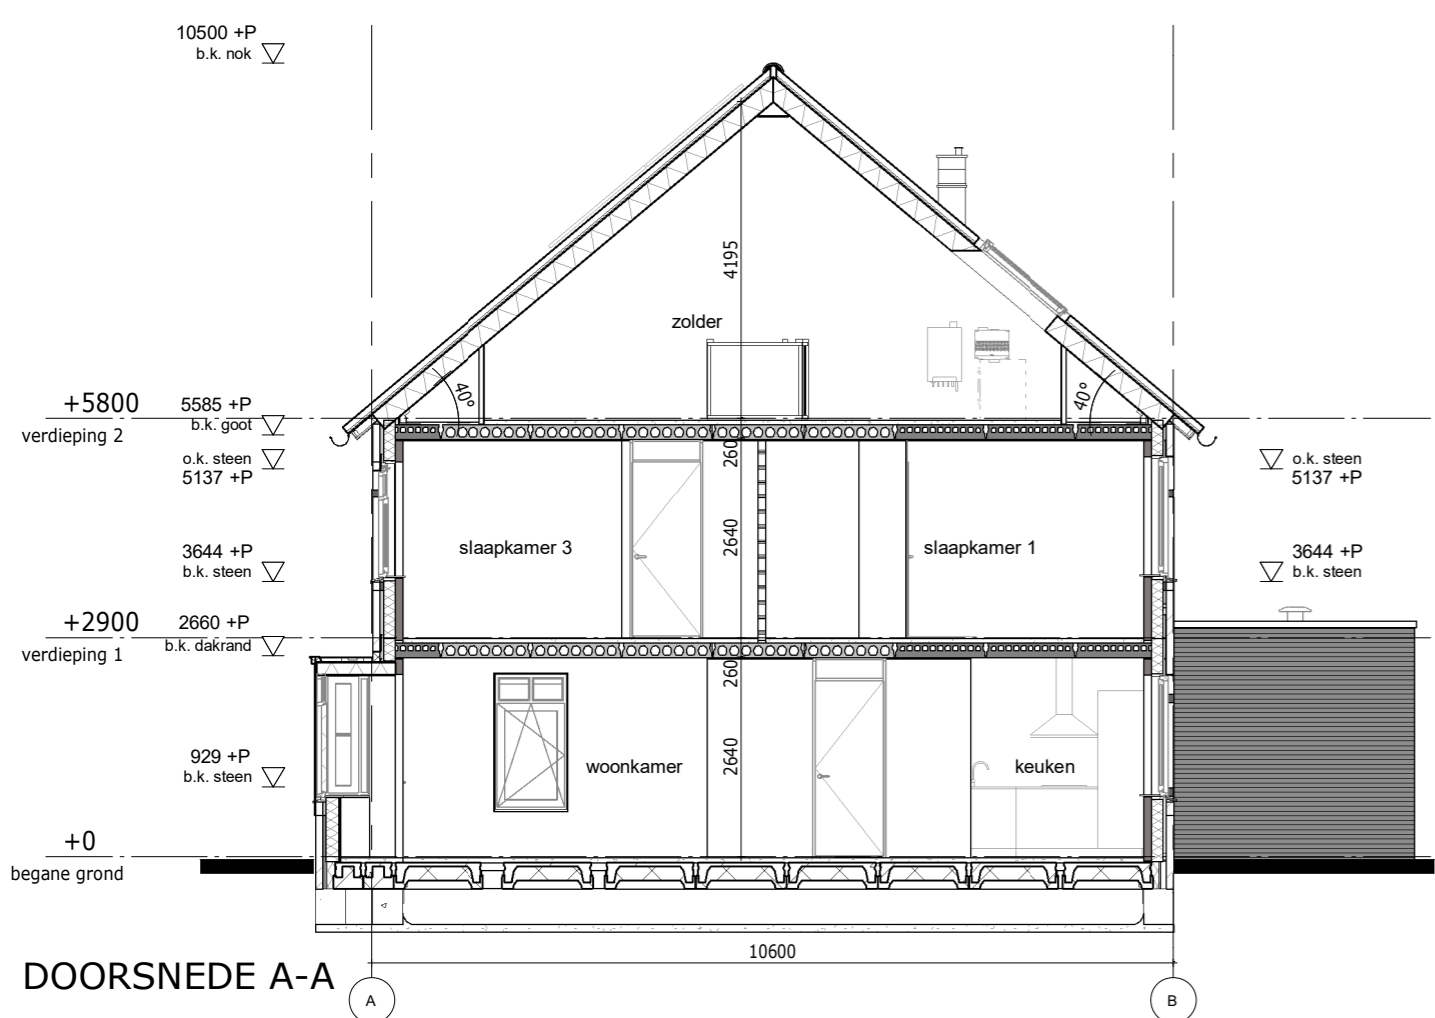 10500 +P
b.k. nok
4195
zolder
40°
40°
+5800
verdieping 2
5585 +P
b.k. goot
o.k. steen
5137 +P
o.k. steen
5137 +P
260
slaapkamer 3
2640
slaapkamer 1
3644 +P
b.k. steen
3644 +P
b.k. steen
+2900
verdieping 1
2660 +P
b.k. dakrand
260
929 +P
b.k. steen
woonkamer
2640
keuken
+0
begane grond
10600
DOORSNEDE A-A
A
B